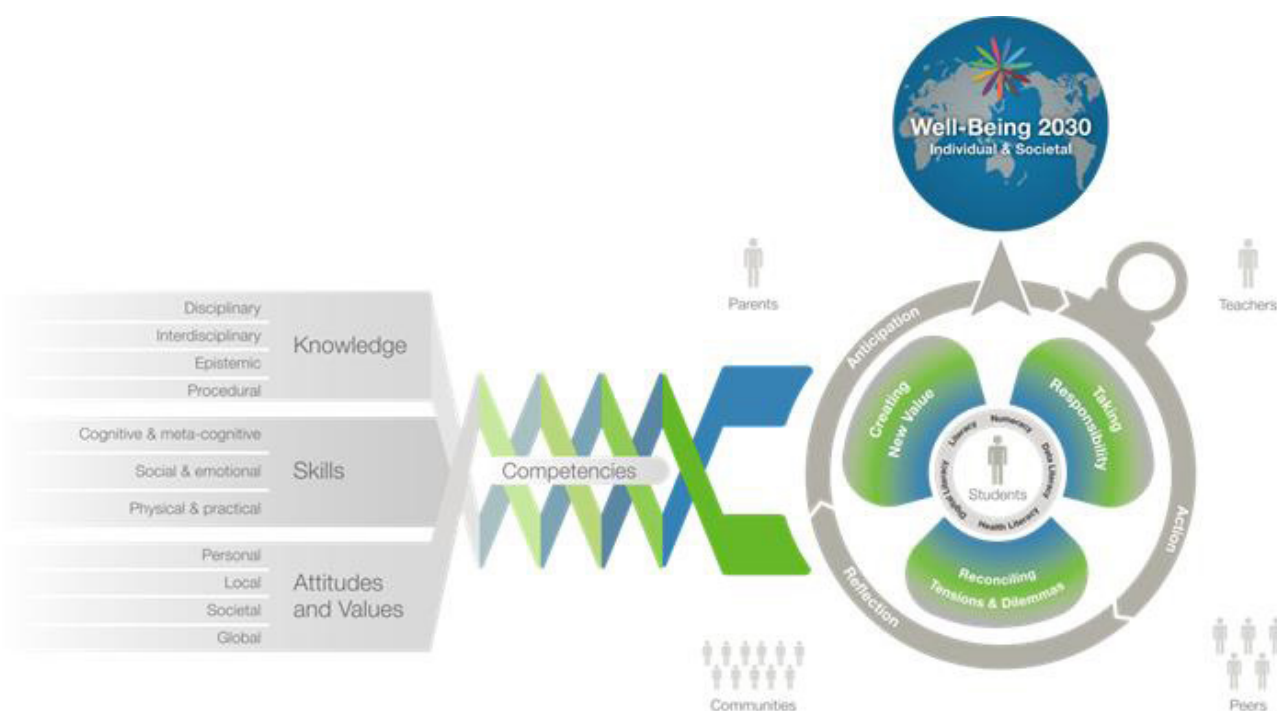 Well-Being 2030
Individual & Societal
Parents
Teachers
Disciplinary
Interdisciplinary
Epistemic
Procedural
Knowledge
Cognitive & meta-cognitive
Social & emotional
Physical & practical
Skills
Personal
Local
Societal
Global
Attitudes
and Values
Competencies
Anticipation
Action
Reflection
Creating
New Value
Taking
Responsibility
Reconciling
Tensions & Dilemmas
Literacy
Numeracy
Data Literacy
Health Literacy
Digital Literacy
Students
Communities
Peers